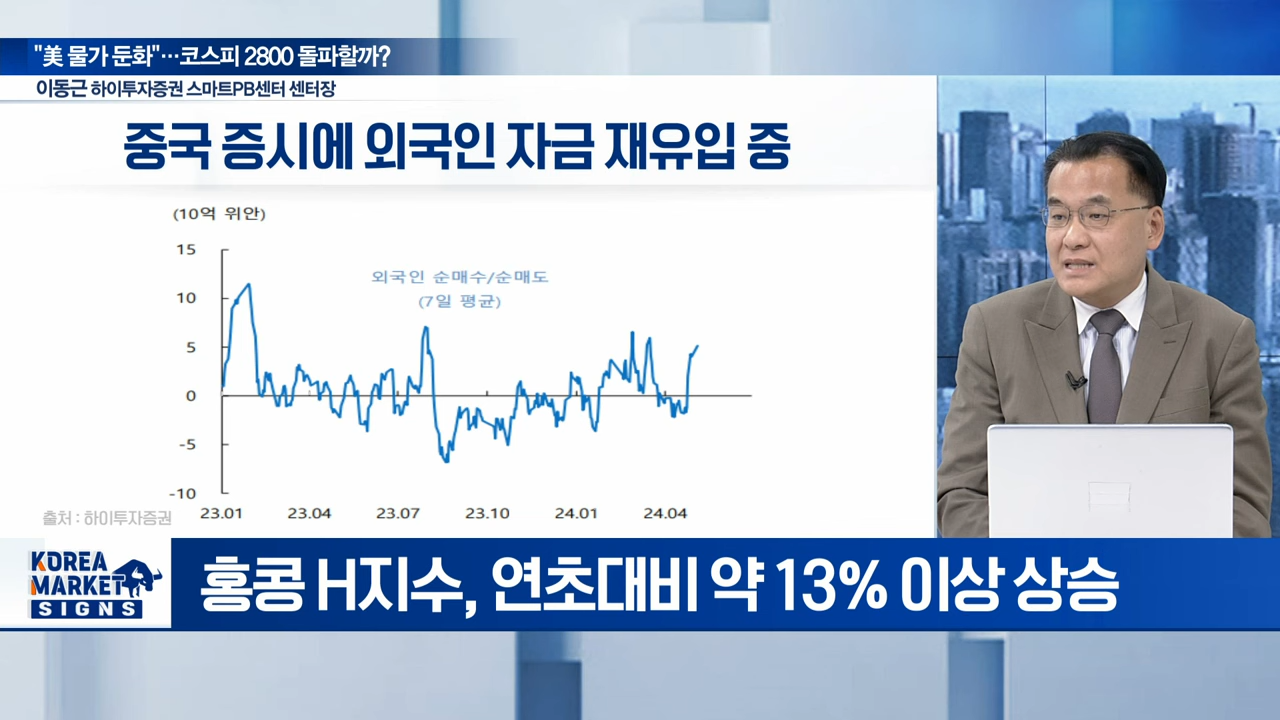 "美 물가 둔화"…코스피 2800 돌파할까?
이동근 하이투자증권 스마트PB센터 센터장
중국 증시에 외국인 자금 재유입 중
(10억 위안)
15
10
5
0
-5
-10
외국인 순매수/순매도
(7일 평균)
23.01 23.04 23.07 23.10 24.01 24.04
출처 : 하이투자증권
KOREA
MARKET
SIGNS
홍콩 H지수, 연초대비 약 13% 이상 상승